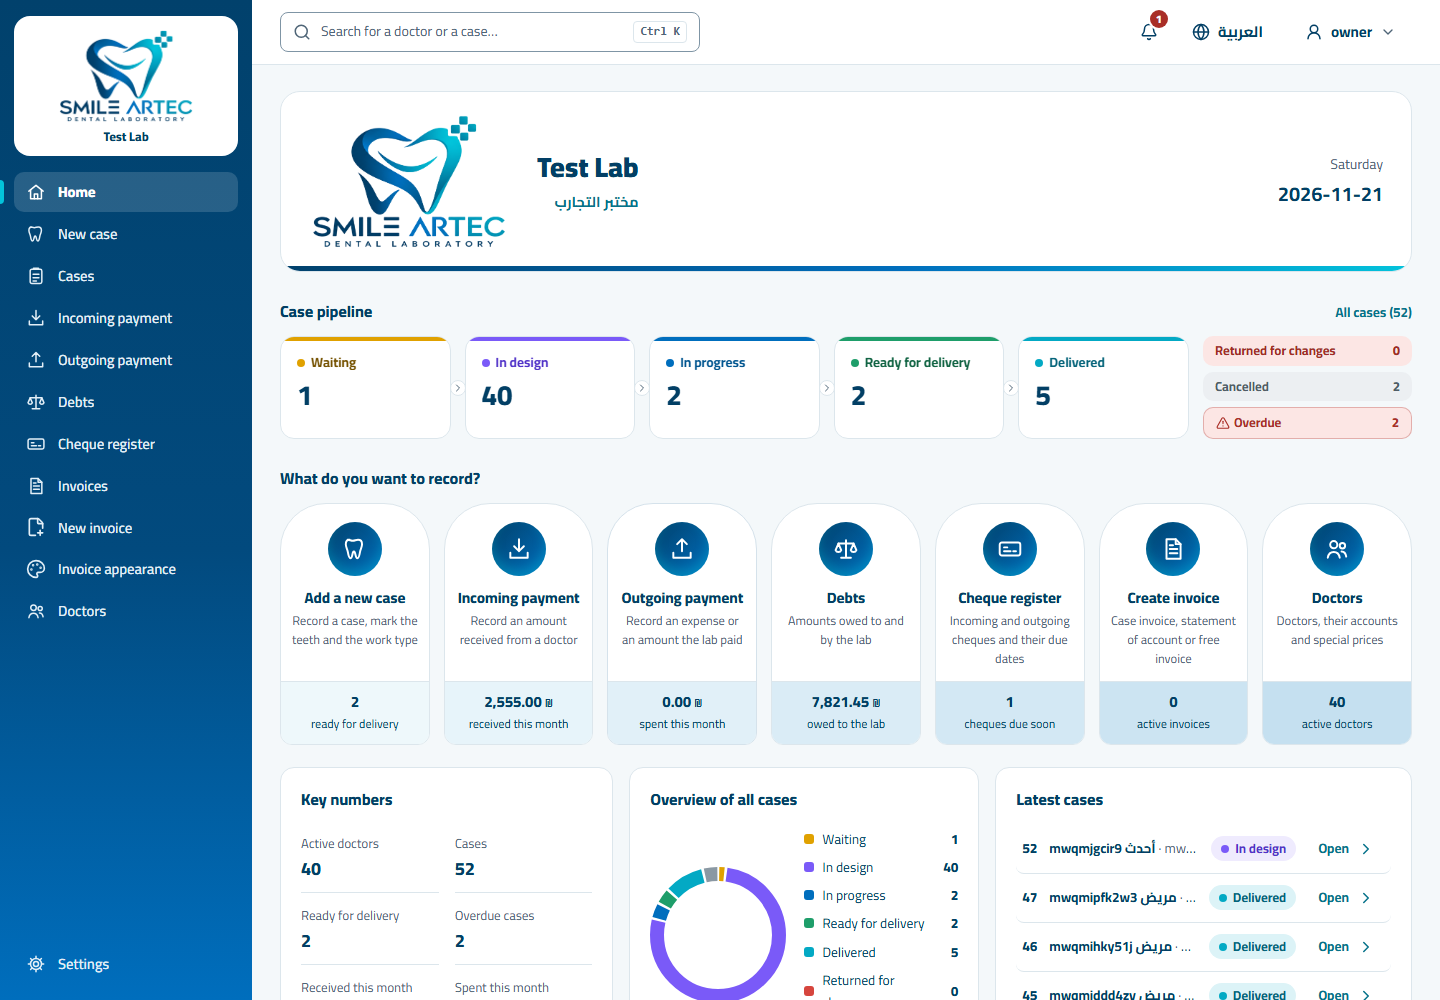 SMILE ARTEC
DENTAL LABORATORY
Test Lab
Home
New case
Cases
Incoming payment
Outgoing payment
Debts
Cheque register
Invoices
New invoice
Invoice appearance
Doctors
Settings
Search for a doctor or a case...
Ctrl K
1
العربية
owner
SMILE ARTEC
DENTAL LABORATORY
Test Lab
مختبر التجارب
Saturday
2026-11-21
Case pipeline
All cases (52)
Waiting
1
In design
40
In progress
2
Ready for delivery
2
Delivered
5
Returned for changes 0
Cancelled 2
Overdue 2
What do you want to record?
Add a new case
Record a case, mark the
teeth and the work type
2
ready for delivery
Incoming payment
Record an amount
received from a doctor
2,555.00 ₪
received this month
Outgoing payment
Record an expense or
an amount the lab paid
0.00 ₪
spent this month
Debts
Amounts owed to and
by the lab
7,821.45 ₪
owed to the lab
Cheque register
Incoming and outgoing
cheques and their due
dates
1
cheques due soon
Create invoice
Case invoice, statement
of account or free
invoice
0
active invoices
Doctors
Doctors, their accounts
and special prices
40
active doctors
Key numbers
Active doctors
40
Cases
52
Ready for delivery
2
Overdue cases
2
Received this month
Spent this month
Overview of all cases
Waiting 1
In design 40
In progress 2
Ready for delivery 2
Delivered 5
Returned for 0
Latest cases
52 mwqmjgcir9 أحدث · mw... In design Open
47 mwqmipfk2w3 مريض · ... Delivered Open
46 mwqmihky51j مريض · ... Delivered Open
45 mwqmiddd4zv مريض · ... Delivered Open